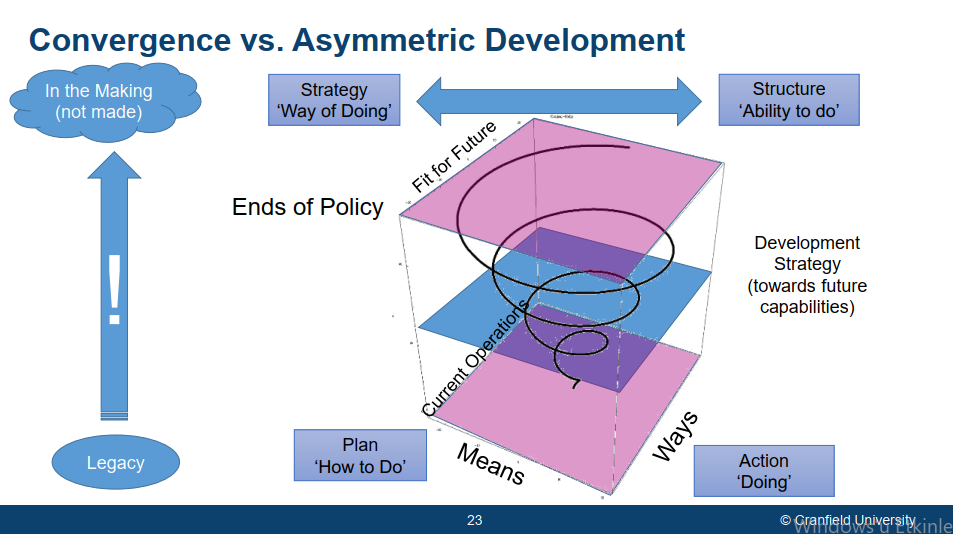 Convergence vs. Asymmetric Development
In the Making
(not made)
Strategy
‘Way of Doing’
Structure
‘Ability to do’
Fit for Future
Ends of Policy
!
Development
Strategy
(towards future
capabilities)
Current Operations
Legacy
Plan
‘How to Do’
Means
Ways
Action
‘Doing’
23
© Cranfield University
Windows'u Etkinle